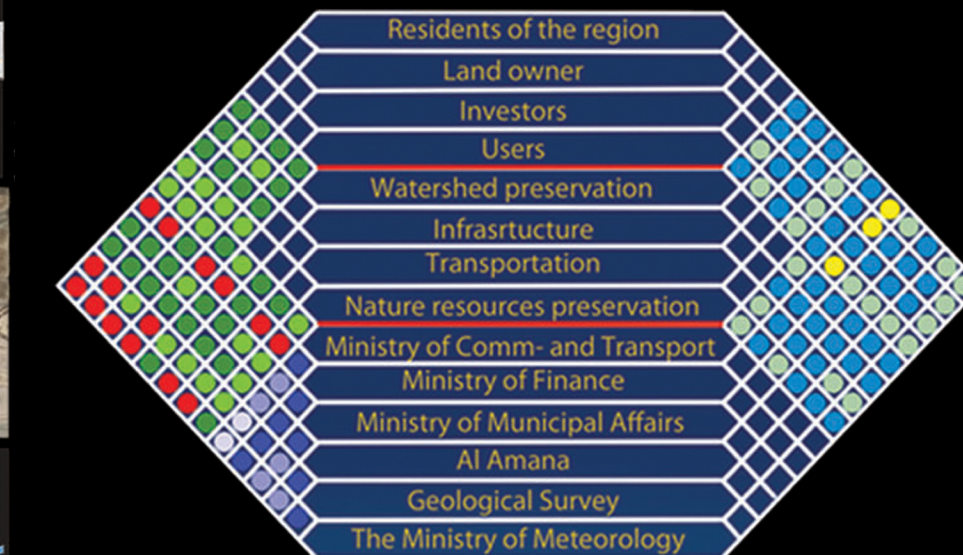 Residents of the region
Land owner
Investors
Users
Watershed preservation
Infrasrtucture
Transportation
Nature resources preservation
Ministry of Comm- and Transport
Ministry of Finance
Ministry of Municipal Affairs
Al Amana
Geological Survey
The Ministry of Meteorology